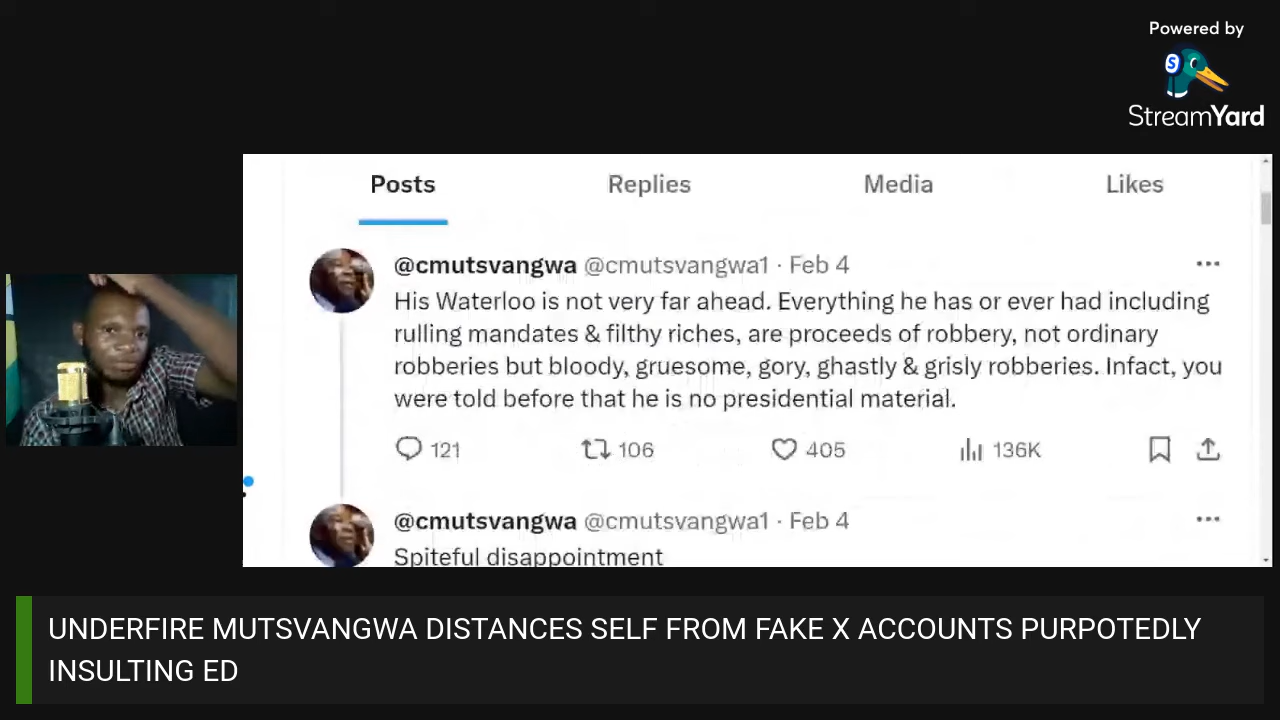 Powered by
StreamYard
Posts Replies Media Likes
@cmutsvangwa @cmutsvangwa1 · Feb 4
His Waterloo is not very far ahead. Everything he has or ever had including
rulling mandates & filthy riches, are proceeds of robbery, not ordinary
robberies but bloody, gruesome, gory, ghastly & grisly robberies. Infact, you
were told before that he is no presidential material.
121 106 405 136K
@cmutsvangwa @cmutsvangwa1 · Feb 4
Spiteful disappointment
UNDERFIRE MUTSVANGWA DISTANCES SELF FROM FAKE X ACCOUNTS PURPOTEDLY
INSULTING ED